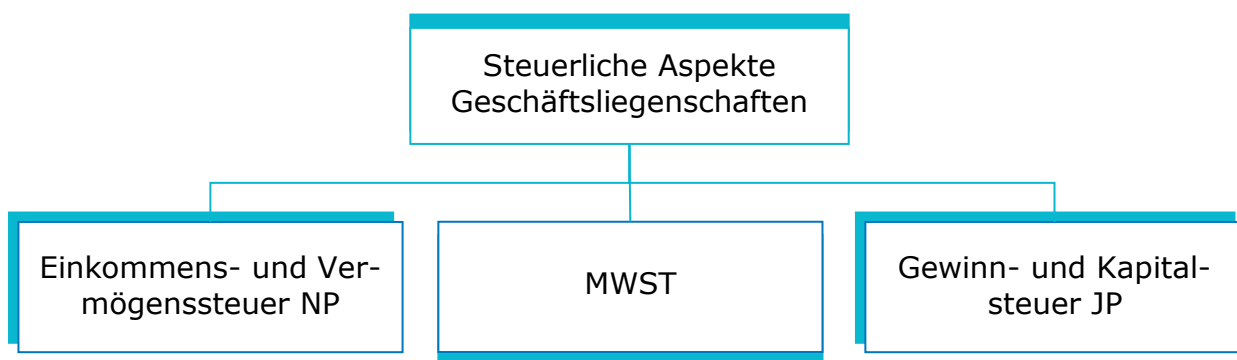 Steuerliche Aspekte
Geschäftsliegenschaften
Einkommens- und Ver-
mögenssteuer NP
MWST
Gewinn- und Kapital-
steuer JP